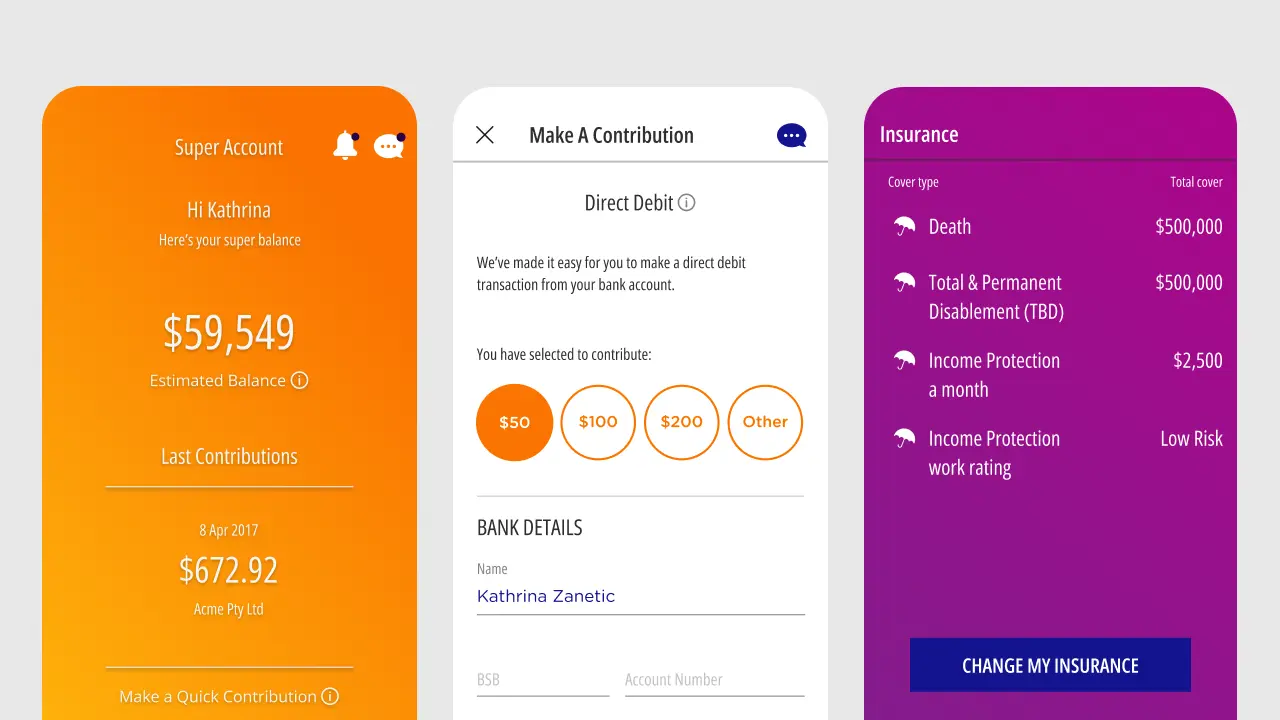 Super Account
Hi Kathrina
Here's your super balance
$59,549
Estimated Balance
Last Contributions
8 Apr 2017
$672.92
Acme Pty Ltd
Make a Quick Contribution
Make A Contribution
Direct Debit
We've made it easy for you to make a direct debit
transaction from your bank account.
You have selected to contribute:
$50 $100 $200 Other
BANK DETAILS
Name
Kathrina Zanetic
BSB Account Number
Insurance
Cover type Total cover
Death $500,000
Total & Permanent $500,000
Disablement (TBD)
Income Protection $2,500
a month
Income Protection Low Risk
work rating
CHANGE MY INSURANCE